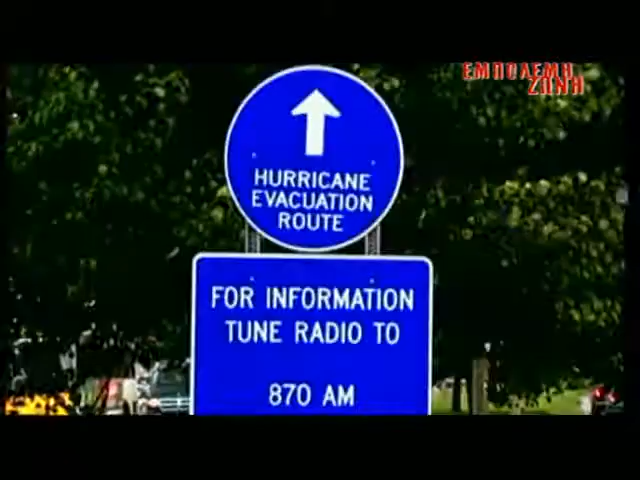 ΕΜΠΟΛΕΜΗ
ΖΩΝΗ
HURRICANE
EVACUATION
ROUTE
FOR INFORMATION
TUNE RADIO TO
870 AM